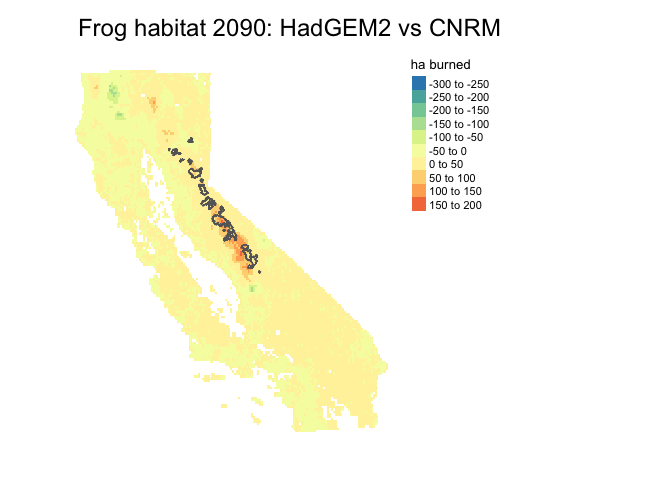 Frog habitat 2090: HadGEM2 vs CNRM
ha burned
-300 to -250
-250 to -200
-200 to -150
-150 to -100
-100 to -50
-50 to 0
0 to 50
50 to 100
100 to 150
150 to 200